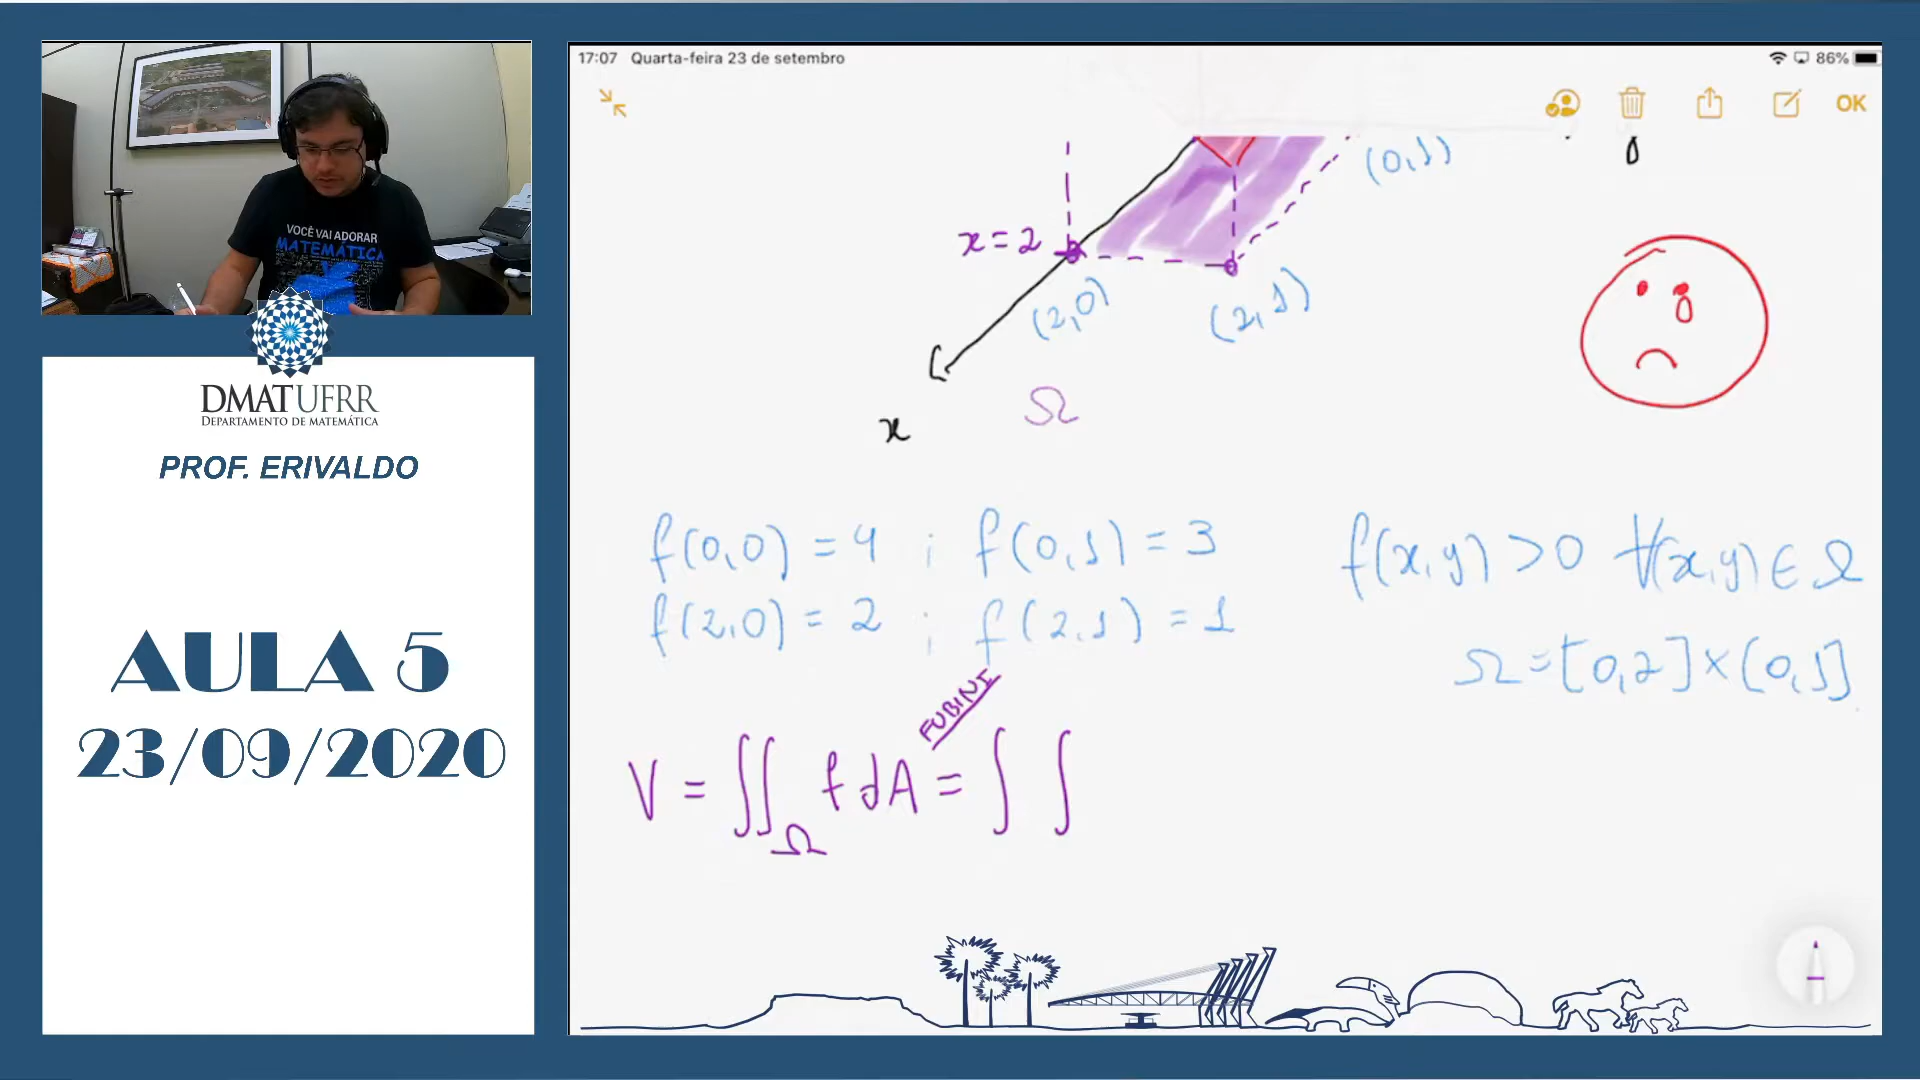 17:07 Quarta-feira 23 de setembro
86%
OK
(0,1)
x = 2
(2,0)
(2,1)
Ω
x
VOCÊ VAI ADORAR
MATEMÁTICA
DMATUFRR
DEPARTAMENTO DE MATEMÁTICA
PROF. ERIVALDO
AULA 5
23/09/2020
f(0,0) = 4 ; f(0,1) = 3
f(2,0) = 2 ; f(2,1) = 1
f(x,y) > 0 ∀(x,y) ∈ Ω
Ω = [0,2] × [0,1]
FUBINI
V = ∬_Ω f dA = ∫ ∫